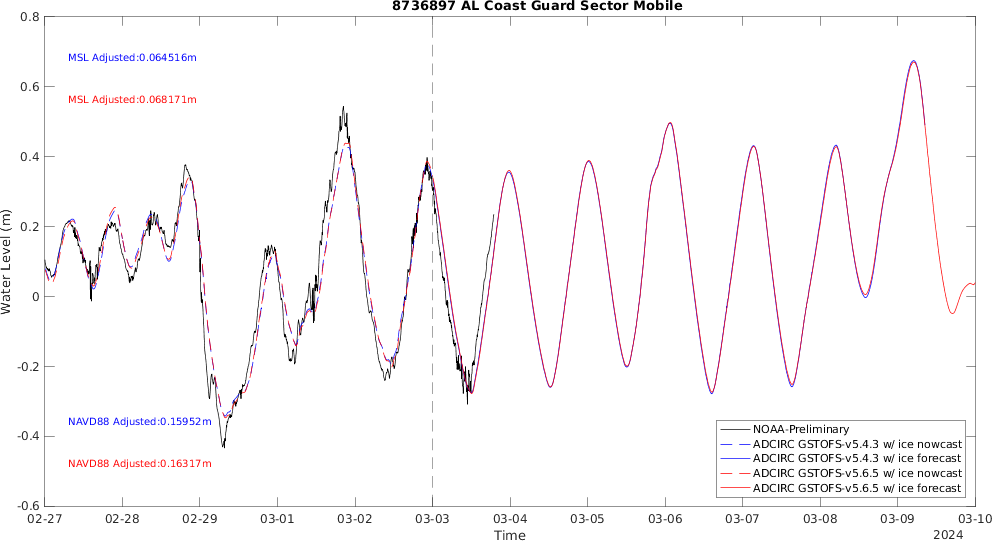 8736897 AL Coast Guard Sector Mobile
MSL Adjusted:0.064516m
MSL Adjusted:0.068171m
NAVD88 Adjusted:0.15952m
NAVD88 Adjusted:0.16317m
Water Level (m)
0.8
0.6
0.4
0.2
0
-0.2
-0.4
-0.6
NOAA-Preliminary
ADCIRC GSTOFS-v5.4.3 w/ ice nowcast
ADCIRC GSTOFS-v5.4.3 w/ ice forecast
ADCIRC GSTOFS-v5.6.5 w/ ice nowcast
ADCIRC GSTOFS-v5.6.5 w/ ice forecast
02-27 02-28 02-29 03-01 03-02 03-03 03-04 03-05 03-06 03-07 03-08 03-09 03-10
Time
2024